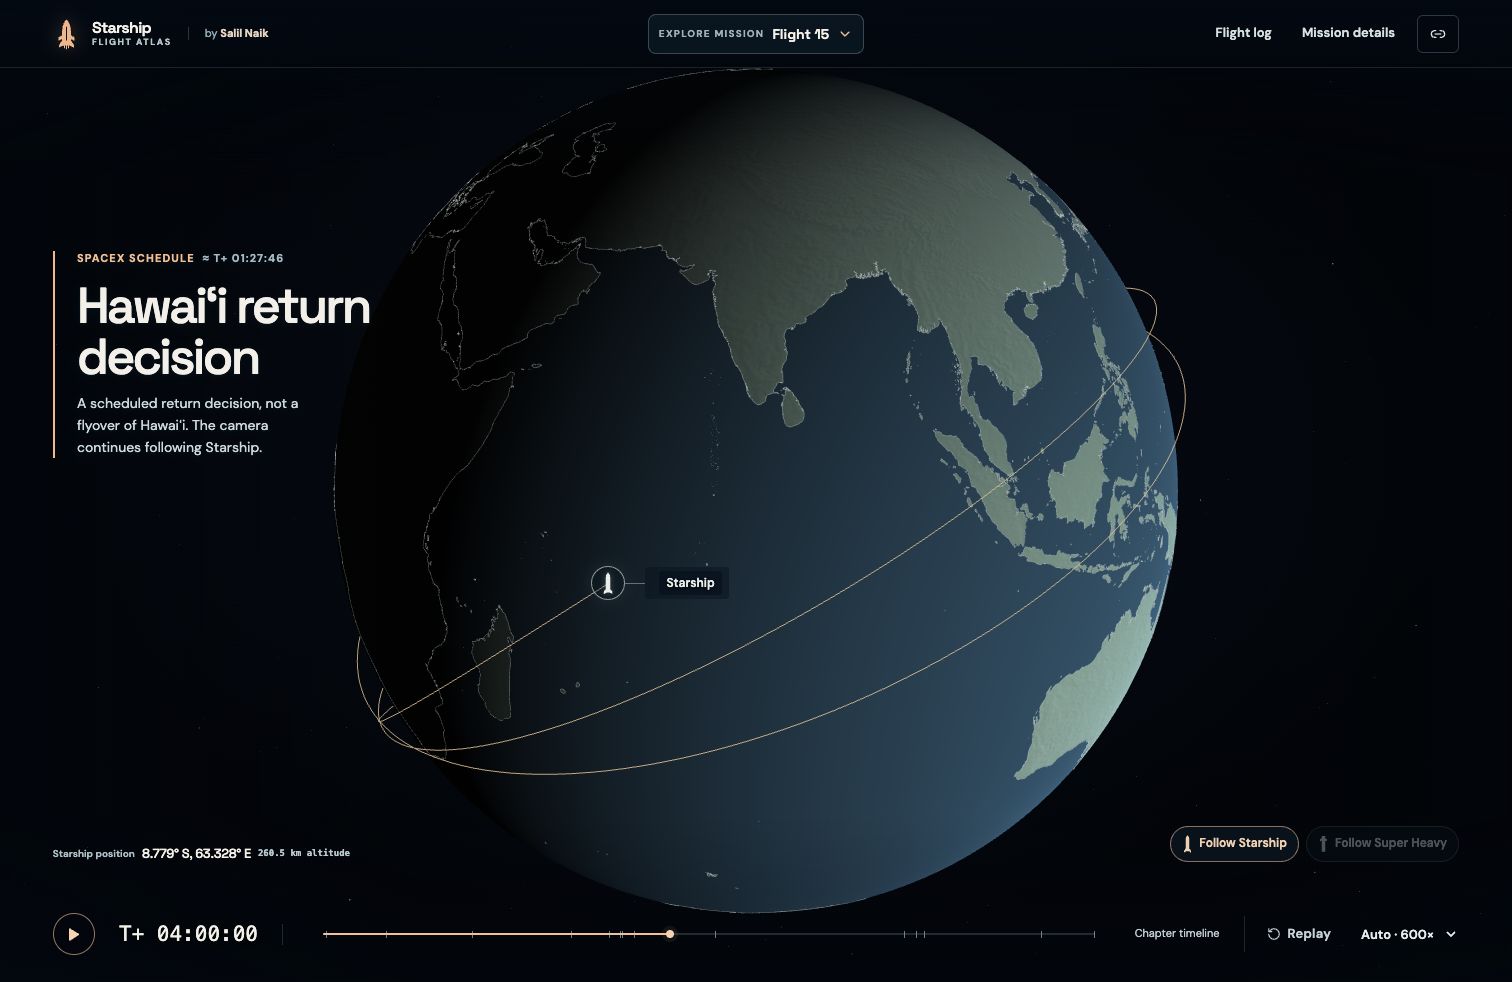 Starship
FLIGHT ATLAS
by Salil Naik
EXPLORE MISSION Flight 15
Flight log
Mission details
SPACEX SCHEDULE ≈ T+ 01:27:46
Hawaiʻi return
decision
A scheduled return decision, not a
flyover of Hawaiʻi. The camera
continues following Starship.
Starship
Starship position 8.779° S, 63.328° E 260.5 km altitude
Follow Starship
Follow Super Heavy
T+ 04:00:00
Chapter timeline
Replay
Auto · 600×